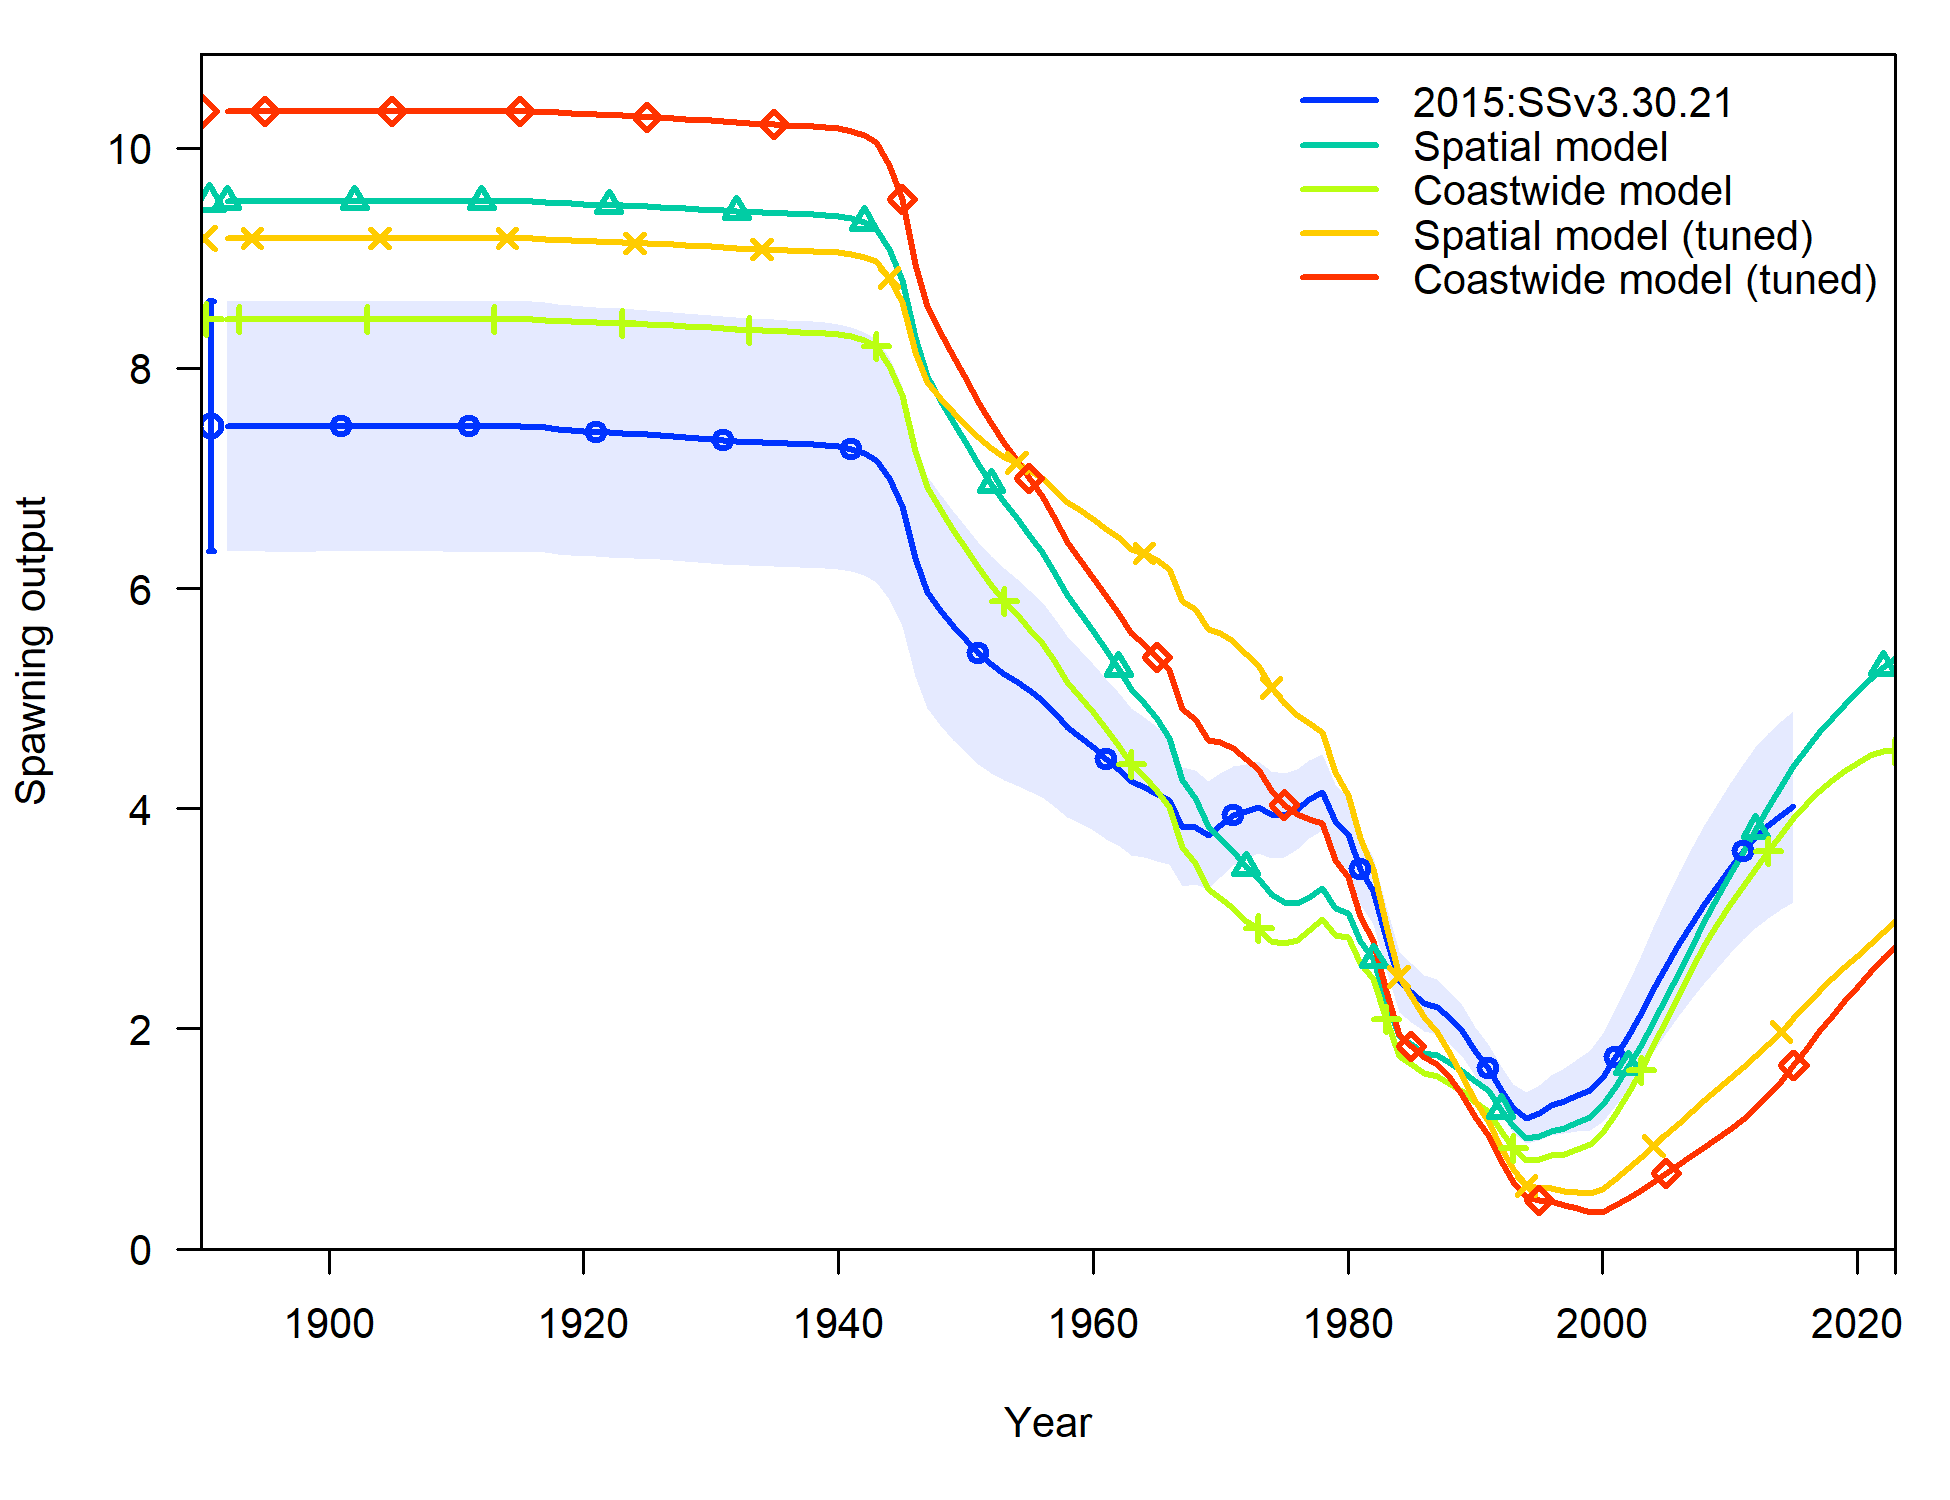 2015:SSv3.30.21
Spatial model
Coastwide model
Spatial model (tuned)
Coastwide model (tuned)
Spawning output
10
8
6
4
2
0
1900 1920 1940 1960 1980 2000 2020
Year